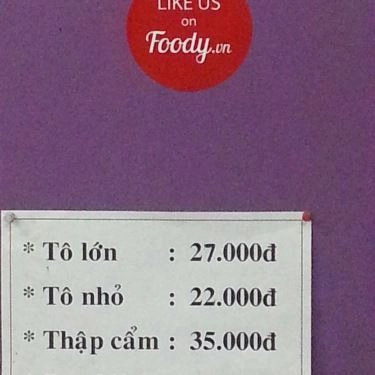 LIKE US
on
Foody.vn
* Tô lớn : 27.000đ
* Tô nhỏ : 22.000đ
* Thập cẩm : 35.000đ